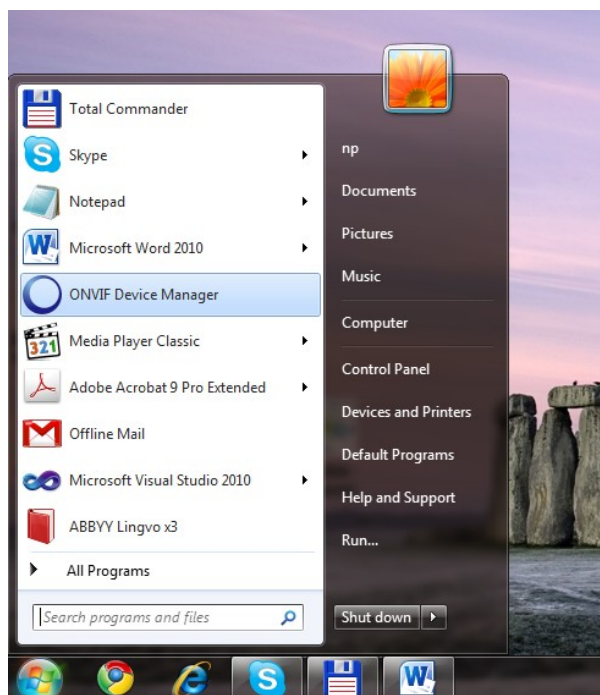 Total Commander
Skype
Notepad
Microsoft Word 2010
ONVIF Device Manager
Media Player Classic
321
Adobe Acrobat 9 Pro Extended
Offline Mail
Microsoft Visual Studio 2010
ABBYY Lingvo x3
All Programs
Search programs and files
np
Documents
Pictures
Music
Computer
Control Panel
Devices and Printers
Default Programs
Help and Support
Run...
Shut down